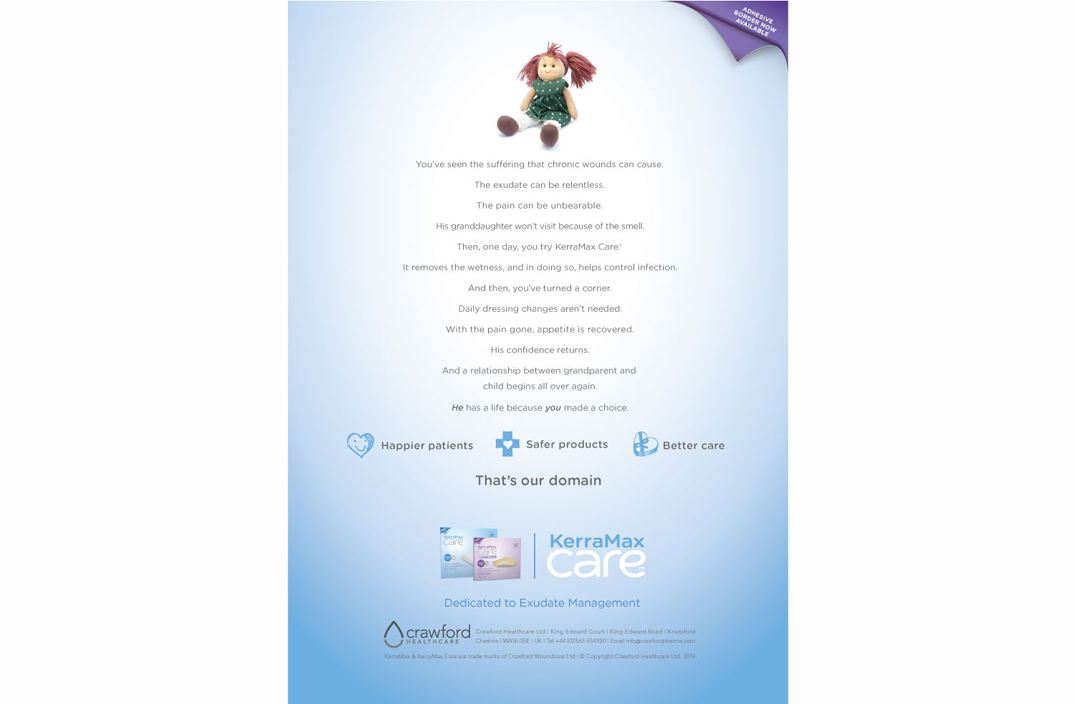 ADHESIVE
BORDER NOW
AVAILABLE
You’ve seen the suffering that chronic wounds can cause.
The exudate can be relentless.
The pain can be unbearable.
His granddaughter won’t visit because of the smell.
Then, one day, you try KerraMax Care.™
It removes the wetness, and in doing so, helps control infection.
And then, you’ve turned a corner.
Daily dressing changes aren’t needed.
With the pain gone, appetite is recovered.
His confidence returns.
And a relationship between grandparent and
child begins all over again.
He has a life because you made a choice.
Happier patients
Safer products
Better care
That’s our domain
KerraMax
care
KerraMax
care
KerraMax
care
Dedicated to Exudate Management
crawford
HEALTHCARE
Crawford Healthcare Ltd | King Edward Court | King Edward Road | Knutsford
Cheshire | WA16 0BE | UK | Tel +44 (0)1565 654920 | Email info@crawfordpharma.com
KerraMax & KerraMax Care are trade marks of Crawford Woundcare Ltd • © Copyright Crawford Healthcare Ltd, 2014